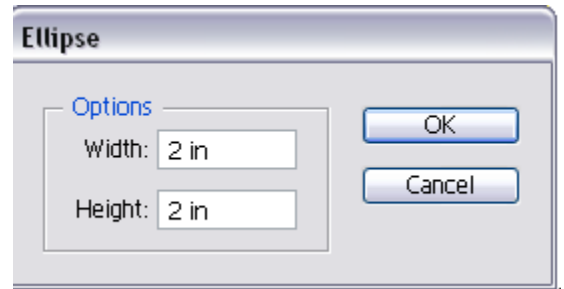 Ellipse
Options
Width: 2 in
Height: 2 in
OK
Cancel